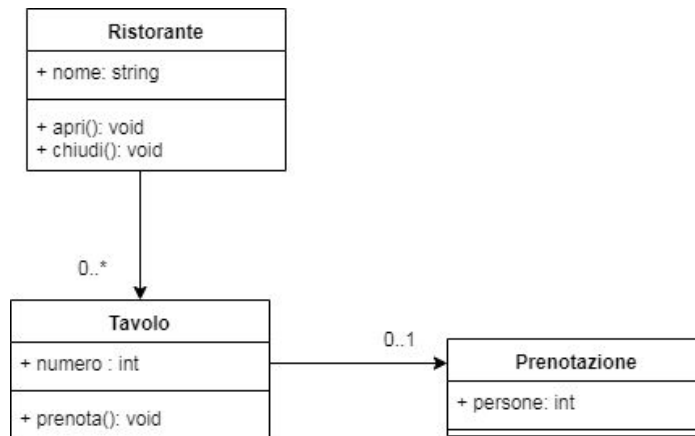 Ristorante
+ nome: string
+ apri(): void
+ chiudi(): void
0..*
Tavolo
+ numero : int
+ prenota(): void
0..1
Prenotazione
+ persone: int